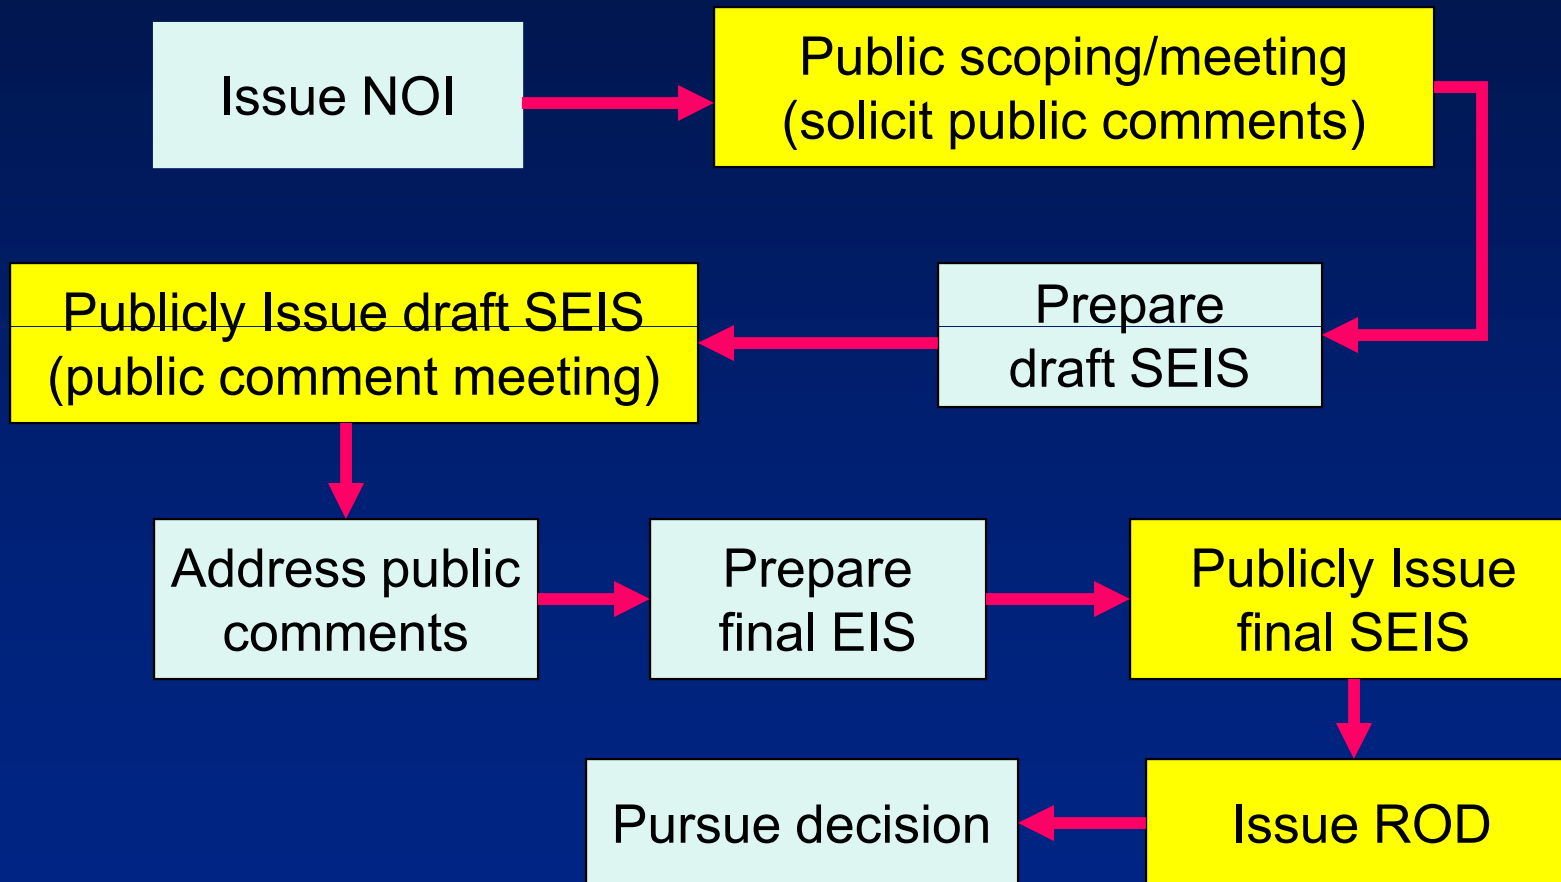 Issue NOI
Public scoping/meeting
(solicit public comments)
Prepare
draft SEIS
Publicly Issue draft SEIS
(public comment meeting)
Address public
comments
Prepare
final EIS
Publicly Issue
final SEIS
Issue ROD
Pursue decision